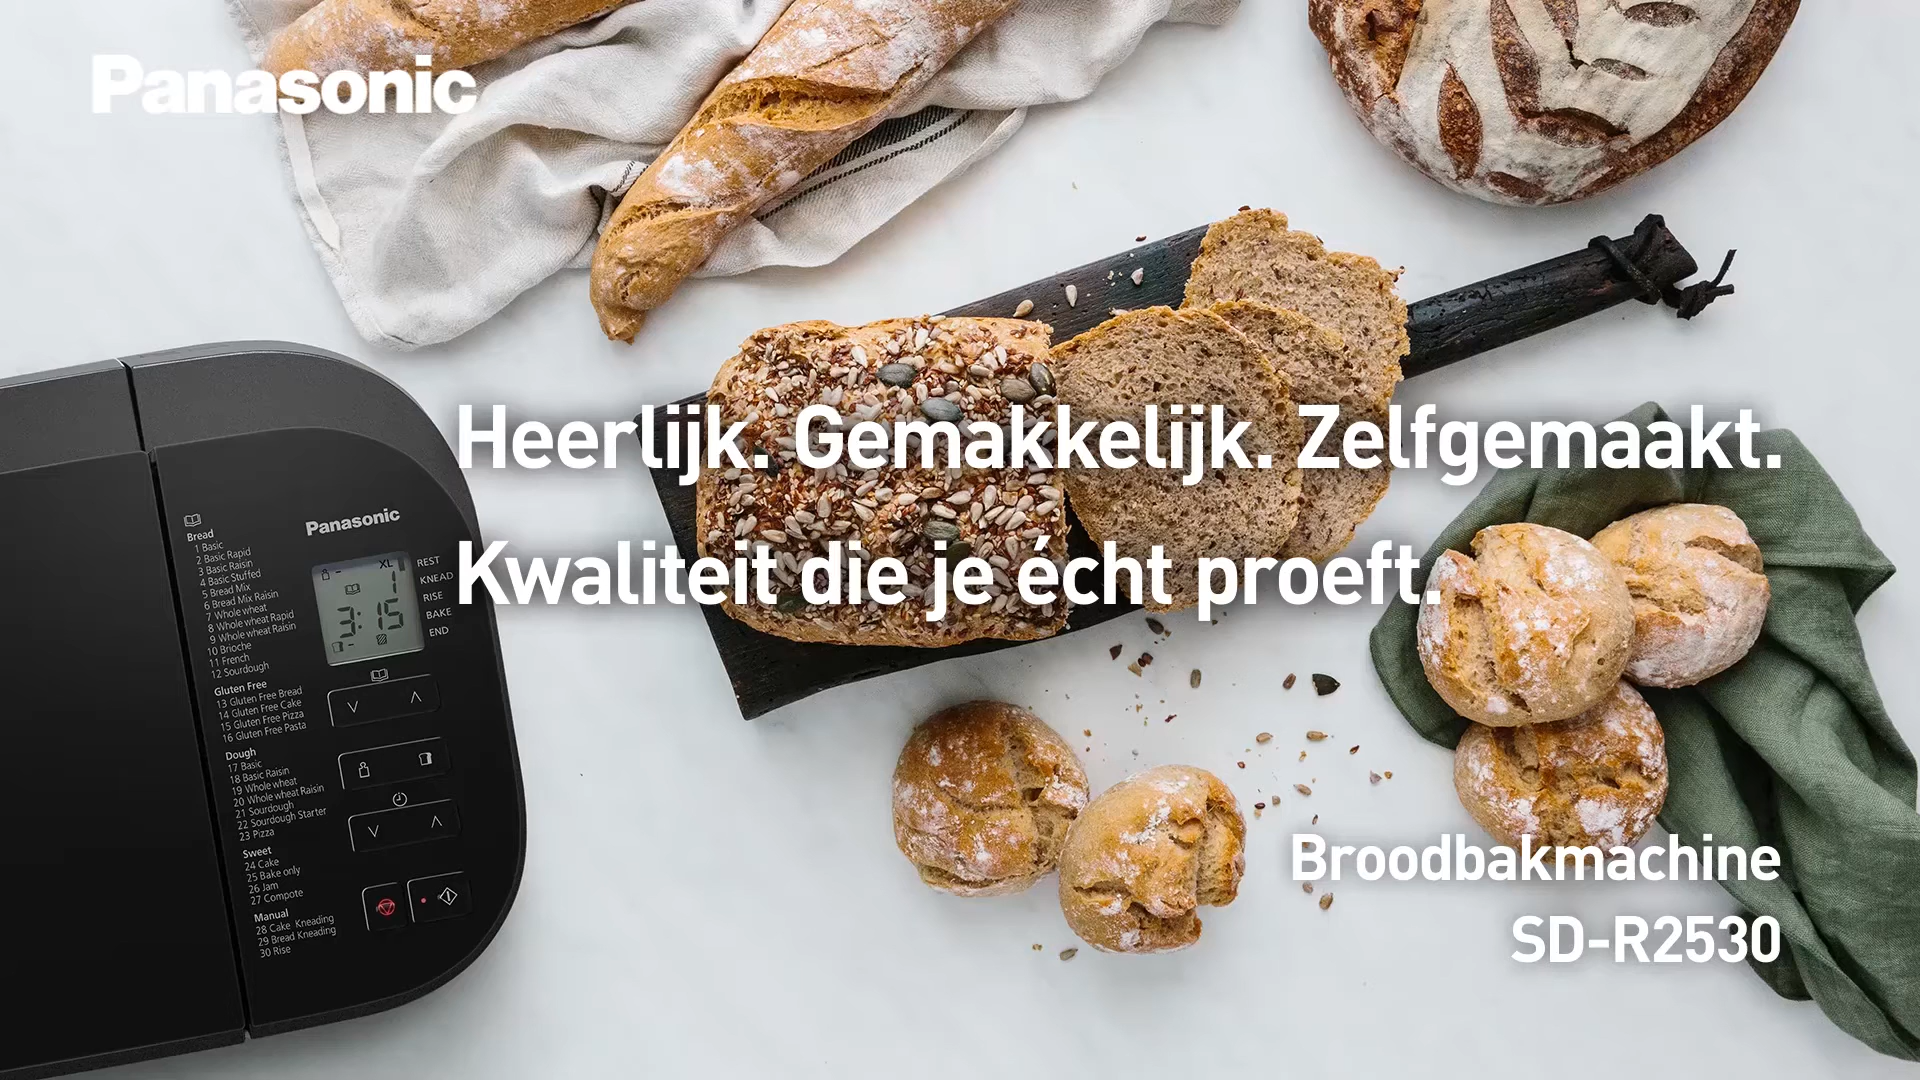 Panasonic
Heerlijk. Gemakkelijk. Zelfgemaakt.
Kwaliteit die je écht proeft.
Panasonic
Bread
1 Basic
2 Basic Rapid
3 Basic Raisin
4 Basic Stuffed
5 Bread Mix
6 Bread Mix Raisin
7 Whole wheat
8 Whole wheat Rapid
9 Whole wheat Raisin
10 Brioche
11 French
12 Sourdough
Gluten Free
13 Gluten Free Bread
14 Gluten Free Cake
15 Gluten Free Pizza
16 Gluten Free Pasta
Dough
17 Basic
18 Basic Raisin
19 Whole wheat
20 Whole wheat Raisin
21 Sourdough
22 Sourdough Starter
23 Pizza
Sweet
24 Cake
25 Bake only
26 Jam
27 Compote
Manual
28 Cake Kneading
29 Bread Kneading
30 Rise
XL
1
3:15
REST
KNEAD
RISE
BAKE
END
Broodbakmachine
SD-R2530